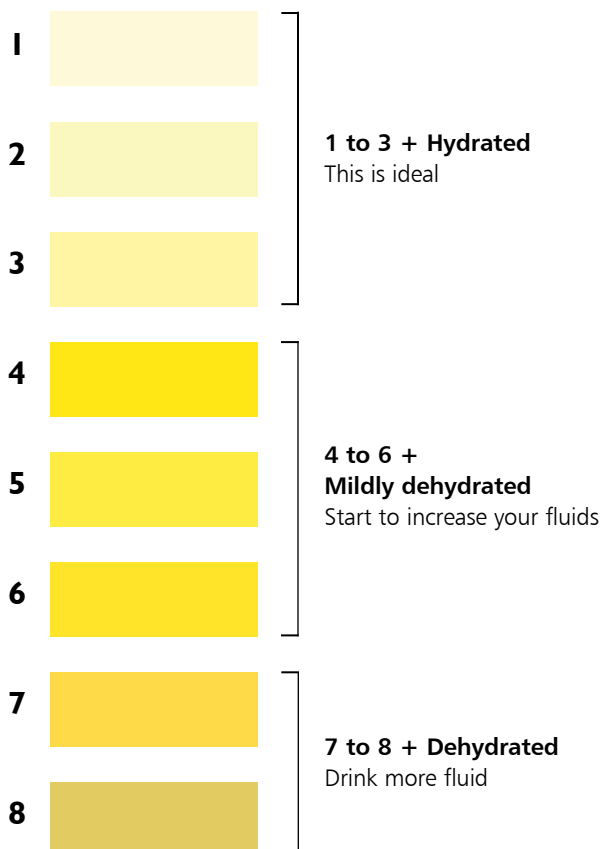 1
2
3
1 to 3 + Hydrated
This is ideal
4
5
6
4 to 6 +
Mildly dehydrated
Start to increase your fluids
7
8
7 to 8 + Dehydrated
Drink more fluid